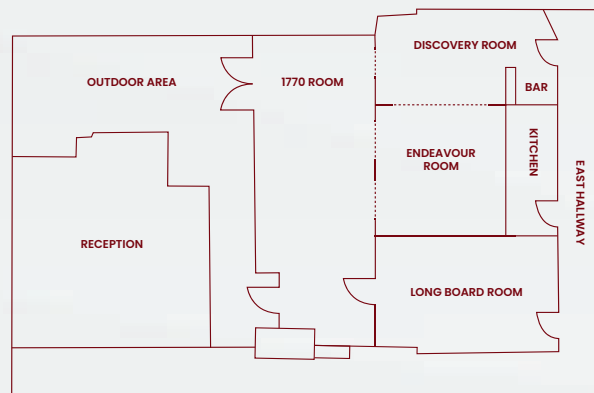 DISCOVERY ROOM
OUTDOOR AREA
1770 ROOM
BAR
ENDEAVOUR
ROOM
KITCHEN
EAST HALLWAY
RECEPTION
LONG BOARD ROOM